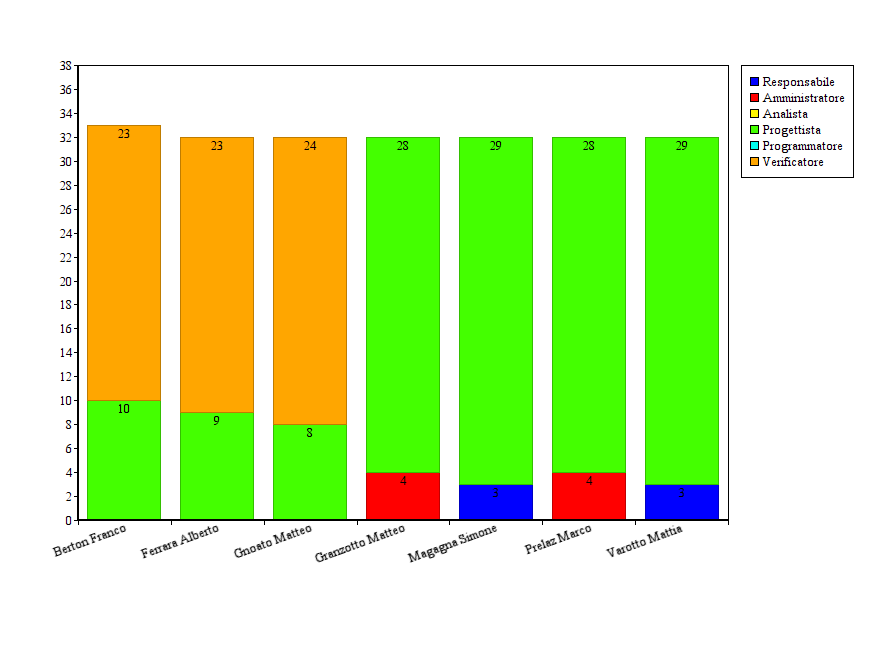 38
36
34
32
30
28
26
24
22
20
18
16
14
12
10
8
6
4
2
0
23
23
24
28
29
28
29
10
9
8
4
3
4
3
Berton Franco
Ferrara Alberto
Gnoato Matteo
Granzotto Matteo
Magagna Simone
Prelaz Marco
Varotto Mattia
Responsabile
Amministratore
Analista
Progettista
Programmatore
Verificatore